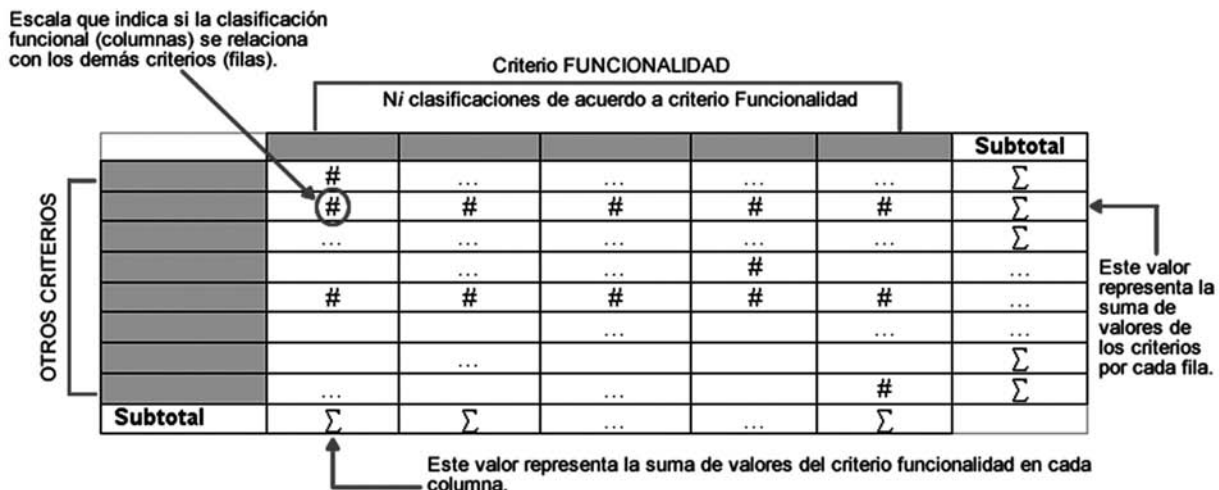 Escala que indica si la clasificación
funcional (columnas) se relaciona
con los demás criterios (filas).
Criterio FUNCIONALIDAD
Ni clasificaciones de acuerdo a criterio Funcionalidad
Subtotal
# ... ... ... ... Σ
# # # # # Σ
... ... ... ... ... Σ
... ... # ...
# # # # # ...
... ... ...
... Σ
... ... # Σ
Subtotal Σ Σ ... ... Σ
OTROS CRITERIOS
Este valor
representa la
suma de
valores de
los criterios
por cada fila.
Este valor representa la suma de valores del criterio funcionalidad en cada
columna.